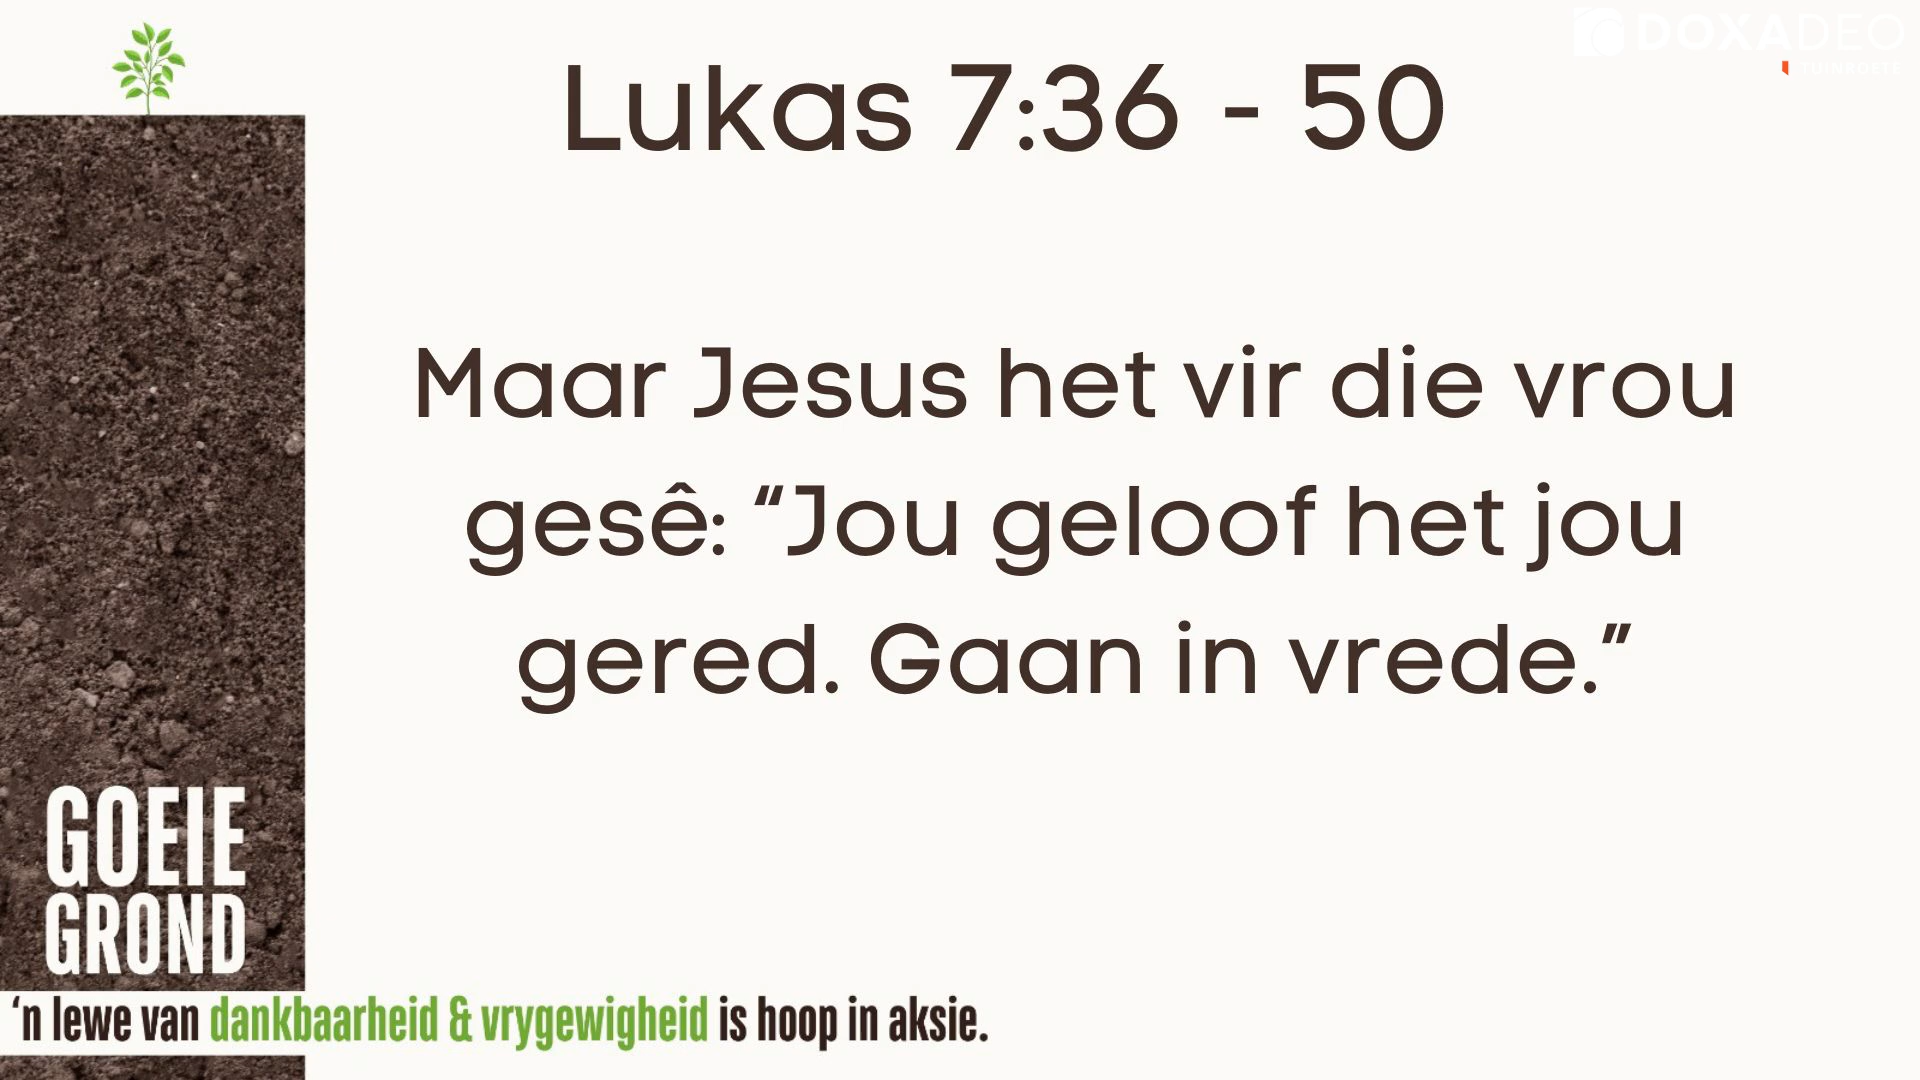 DOXADEO
TUINROETE
Lukas 7:36 - 50
Maar Jesus het vir die vrou
gesê: “Jou geloof het jou
gered. Gaan in vrede.”
GOEIE
GROND
‘n lewe van dankbaarheid & vrygewigheid is hoop in aksie.